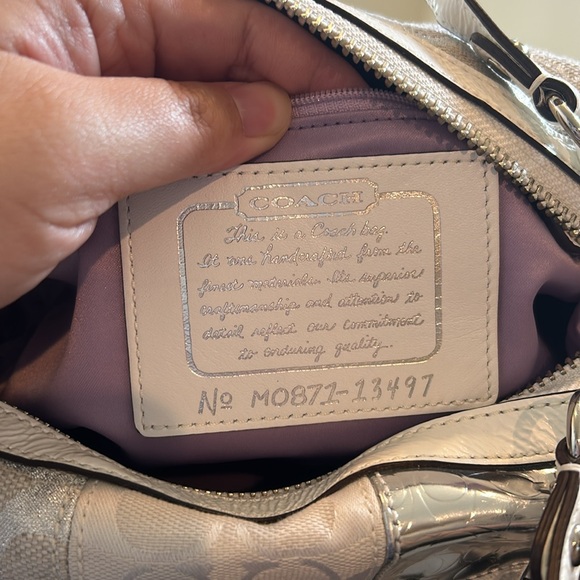 COACH
This is a Coach bag.
It was handcrafted from the
finest materials. Its superior
craftsmanship and attention to
detail reflect our commitment
to enduring quality.
No MO871-13497